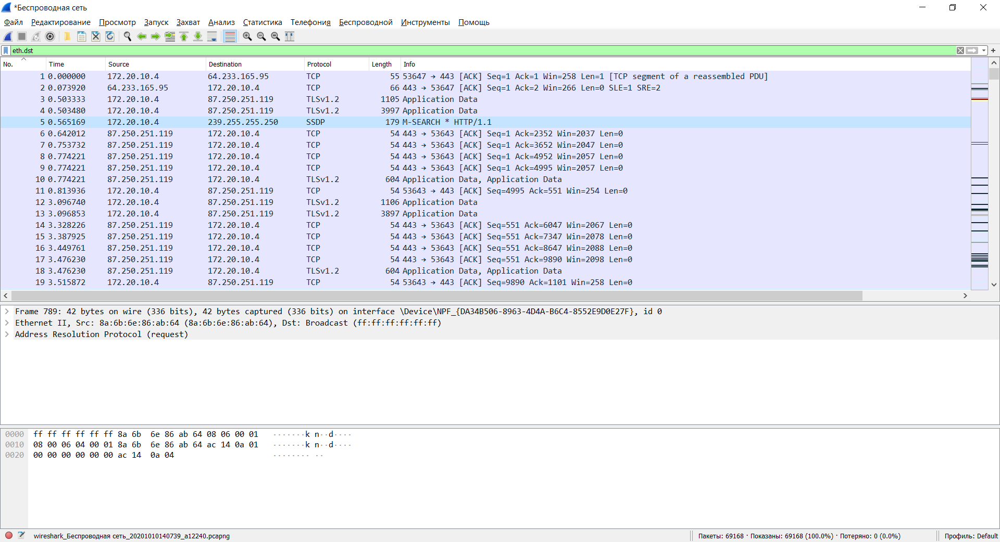 *Беспроводная сеть
Файл Редактирование Просмотр Запуск Захват Анализ Статистика Телефония Беспроводной Инструменты Помощь
eth.dst
No. Time Source Destination Protocol Length Info
1 0.000000 172.20.10.4 64.233.165.95 TCP 55 53647 → 443 [ACK] Seq=1 Ack=1 Win=258 Len=1 [TCP segment of a reassembled PDU]
2 0.073920 64.233.165.95 172.20.10.4 TCP 66 443 → 53647 [ACK] Seq=1 Ack=2 Win=266 Len=0 SLE=1 SRE=2
3 0.503333 172.20.10.4 87.250.251.119 TLSv1.2 1105 Application Data
4 0.503480 172.20.10.4 87.250.251.119 TLSv1.2 3997 Application Data
5 0.565169 172.20.10.4 239.255.255.250 SSDP 179 M-SEARCH * HTTP/1.1
6 0.642012 87.250.251.119 172.20.10.4 TCP 54 443 → 53643 [ACK] Seq=1 Ack=2352 Win=2037 Len=0
7 0.753732 87.250.251.119 172.20.10.4 TCP 54 443 → 53643 [ACK] Seq=1 Ack=3652 Win=2047 Len=0
8 0.774221 87.250.251.119 172.20.10.4 TCP 54 443 → 53643 [ACK] Seq=1 Ack=4952 Win=2057 Len=0
9 0.774221 87.250.251.119 172.20.10.4 TCP 54 443 → 53643 [ACK] Seq=1 Ack=4995 Win=2057 Len=0
10 0.774221 87.250.251.119 172.20.10.4 TLSv1.2 604 Application Data, Application Data
11 0.813936 172.20.10.4 87.250.251.119 TCP 54 53643 → 443 [ACK] Seq=4995 Ack=551 Win=254 Len=0
12 3.096740 172.20.10.4 87.250.251.119 TLSv1.2 1106 Application Data
13 3.096853 172.20.10.4 87.250.251.119 TLSv1.2 3897 Application Data
14 3.328226 87.250.251.119 172.20.10.4 TCP 54 443 → 53643 [ACK] Seq=551 Ack=6047 Win=2067 Len=0
15 3.387925 87.250.251.119 172.20.10.4 TCP 54 443 → 53643 [ACK] Seq=551 Ack=7347 Win=2078 Len=0
16 3.449761 87.250.251.119 172.20.10.4 TCP 54 443 → 53643 [ACK] Seq=551 Ack=8647 Win=2088 Len=0
17 3.476230 87.250.251.119 172.20.10.4 TCP 54 443 → 53643 [ACK] Seq=551 Ack=9890 Win=2098 Len=0
18 3.476230 87.250.251.119 172.20.10.4 TLSv1.2 604 Application Data, Application Data
19 3.515872 172.20.10.4 87.250.251.119 TCP 54 53643 → 443 [ACK] Seq=9890 Ack=1101 Win=258 Len=0
Frame 789: 42 bytes on wire (336 bits), 42 bytes captured (336 bits) on interface \Device\NPF_{DA34B506-8963-4D4A-B6C4-8552E9D0E27F}, id 0
Ethernet II, Src: 8a:6b:6e:86:ab:64 (8a:6b:6e:86:ab:64), Dst: Broadcast (ff:ff:ff:ff:ff:ff)
Address Resolution Protocol (request)
0000 ff ff ff ff ff ff 8a 6b 6e 86 ab 64 08 06 00 01 ·······k n··d····
0010 08 00 06 04 00 01 8a 6b 6e 86 ab 64 ac 14 0a 01 ·······k n··d····
0020 00 00 00 00 00 00 ac 14 0a 04 ········ ··
wireshark_Беспроводная сеть_20201010140739_a12240.pcapng
Пакеты: 69168 · Показаны: 69168 (100.0%) · Потеряно: 0 (0.0%)
Профиль: Default